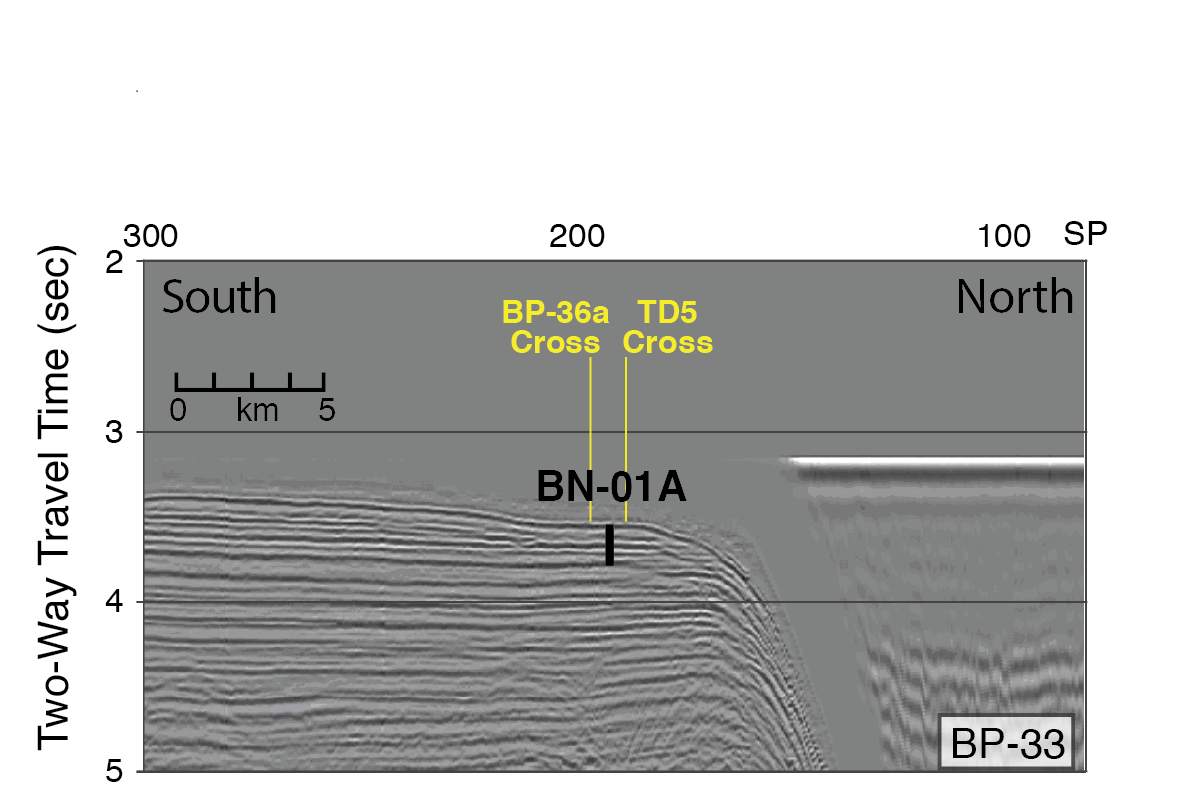 300 200 100 SP
2
South North
BP-36a TD5
Cross Cross
0 km 5
3
BN-01A
4
BP-33
5
Two-Way Travel Time (sec)